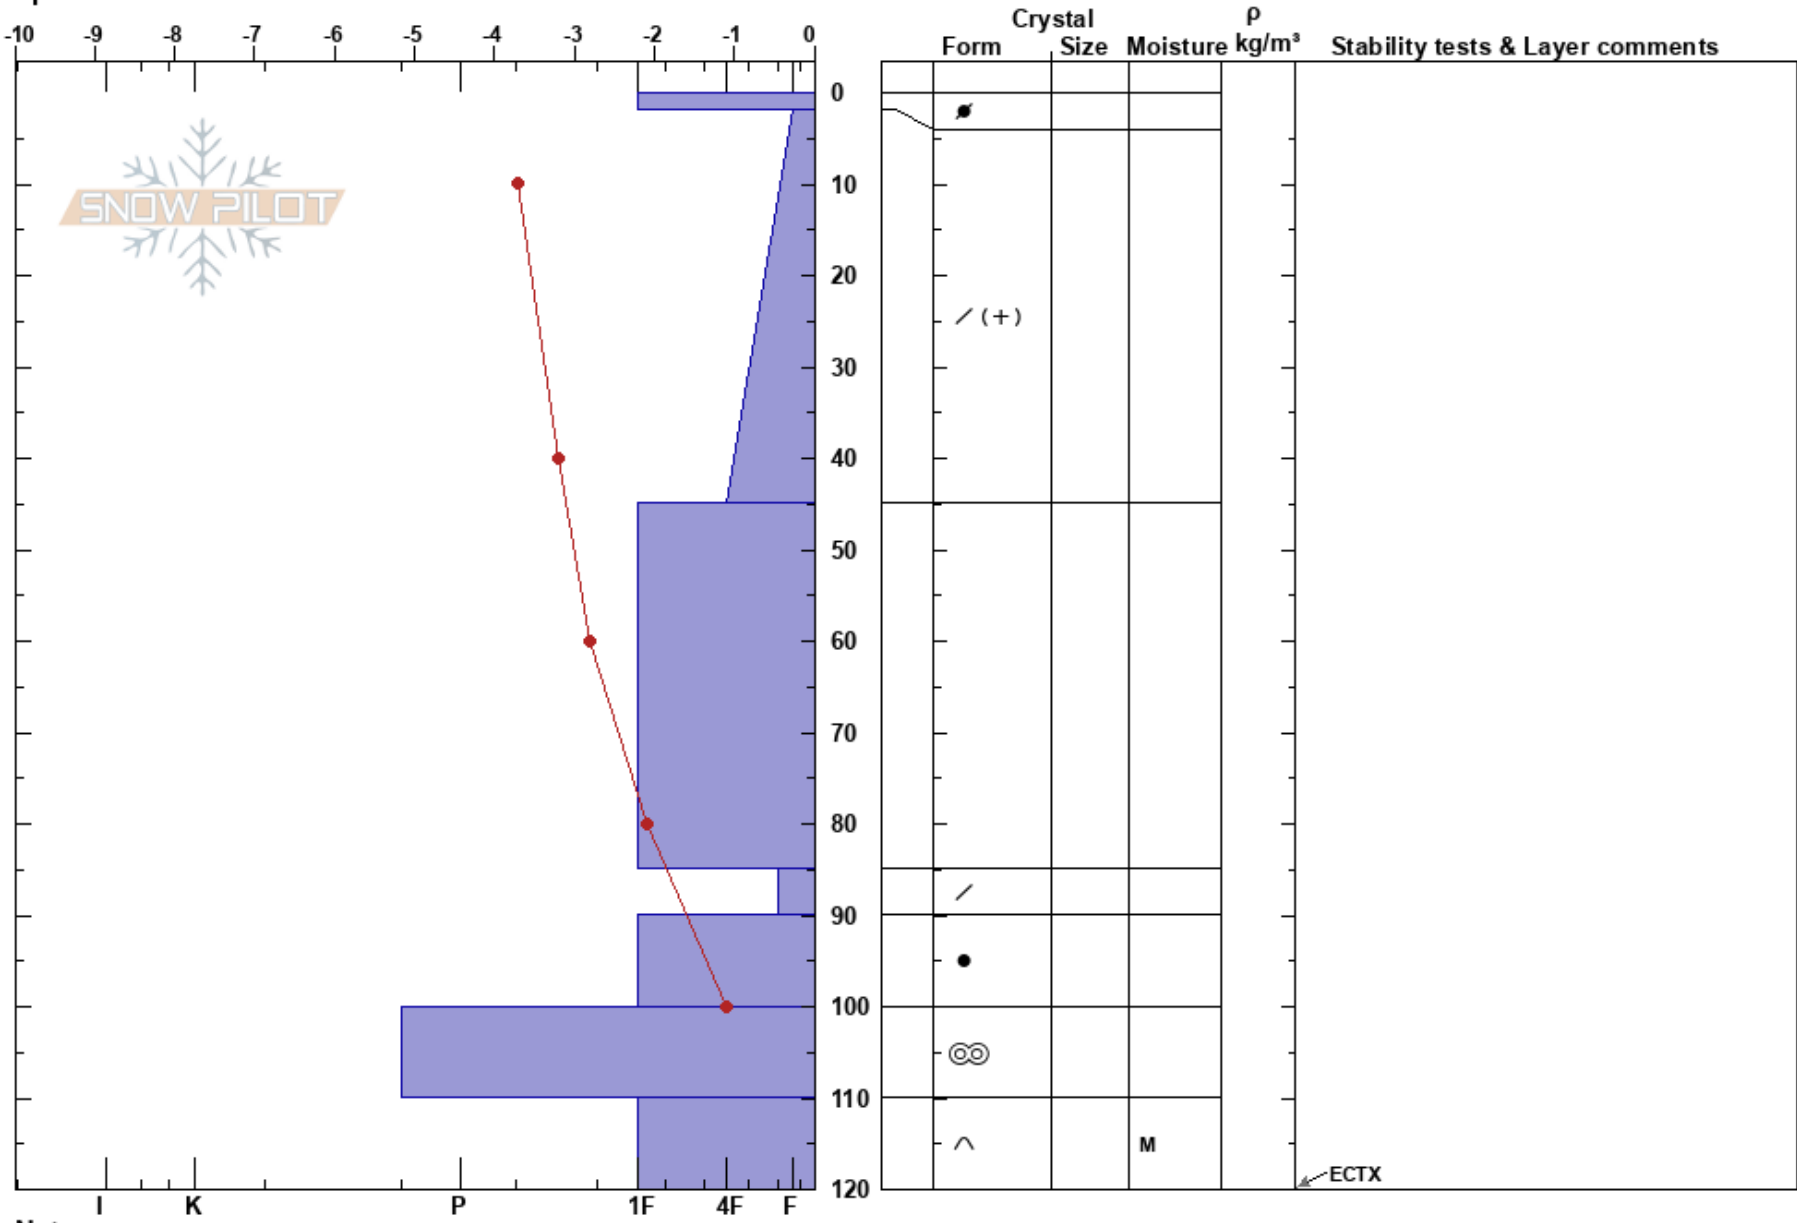 Crystal ρ
-10 -9 -8 -7 -6 -5 -4 -3 -2 -1 0 Form Size Moisture kg/m³ Stability tests & Layer comments
0
10
SNOW PILOT
20
/ (+)
30
40
50
60
70
80
/
90
100
110
M
ECTX
120
I K P 1F 4F F